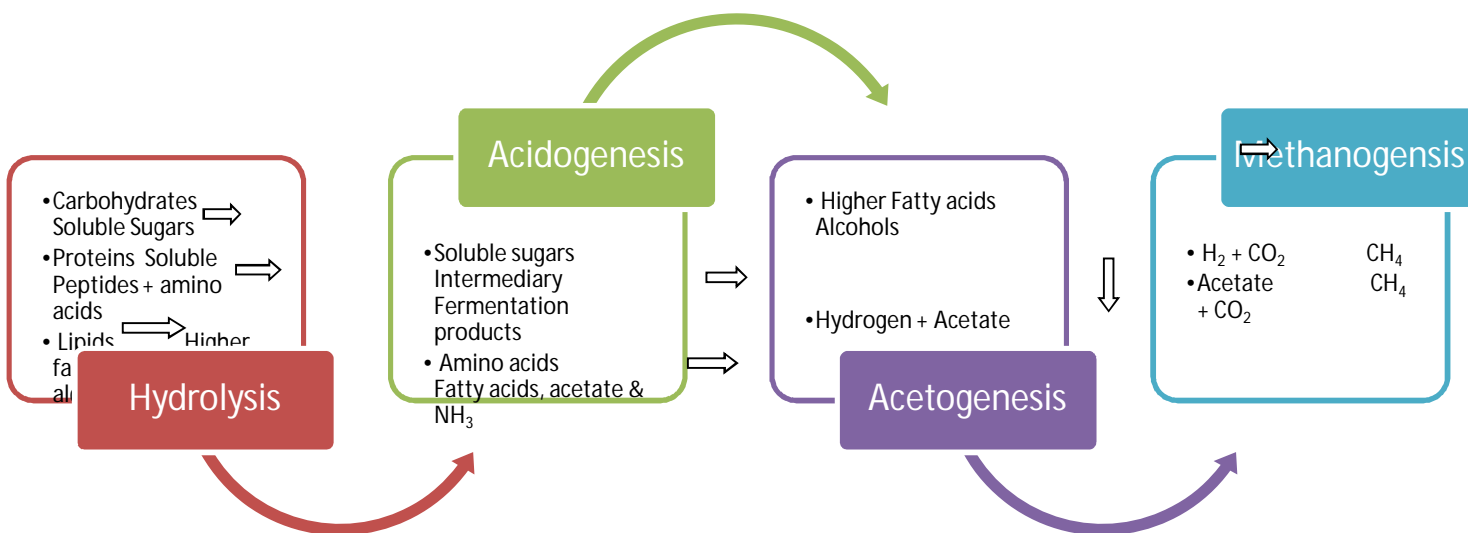 •Carbohydrates
Soluble Sugars
•Proteins Soluble
Peptides + amino
acids
• Lipids Higher
Hydrolysis
Acidogenesis
•Soluble sugars
Intermediary
Fermentation
products
• Amino acids
Fatty acids, acetate &
NH₃
• Higher Fatty acids
Alcohols
•Hydrogen + Acetate
Acetogenesis
Methanogensis
• H₂ + CO₂ CH₄
•Acetate CH₄
+ CO₂